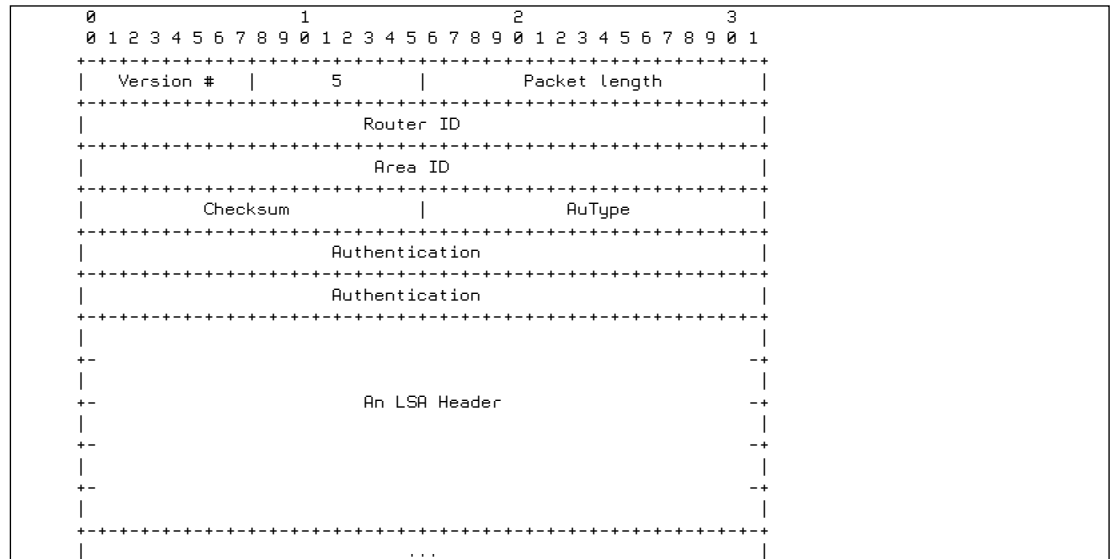 0                   1                   2                   3
0 1 2 3 4 5 6 7 8 9 0 1 2 3 4 5 6 7 8 9 0 1 2 3 4 5 6 7 8 9 0 1
+-+-+-+-+-+-+-+-+-+-+-+-+-+-+-+-+-+-+-+-+-+-+-+-+-+-+-+-+-+-+-+-+
|   Version #   |       5       |         Packet length         |
+-+-+-+-+-+-+-+-+-+-+-+-+-+-+-+-+-+-+-+-+-+-+-+-+-+-+-+-+-+-+-+-+
|                          Router ID                            |
+-+-+-+-+-+-+-+-+-+-+-+-+-+-+-+-+-+-+-+-+-+-+-+-+-+-+-+-+-+-+-+-+
|                           Area ID                             |
+-+-+-+-+-+-+-+-+-+-+-+-+-+-+-+-+-+-+-+-+-+-+-+-+-+-+-+-+-+-+-+-+
|           Checksum            |             AuType            |
+-+-+-+-+-+-+-+-+-+-+-+-+-+-+-+-+-+-+-+-+-+-+-+-+-+-+-+-+-+-+-+-+
|                       Authentication                          |
+-+-+-+-+-+-+-+-+-+-+-+-+-+-+-+-+-+-+-+-+-+-+-+-+-+-+-+-+-+-+-+-+
|                       Authentication                          |
+-+-+-+-+-+-+-+-+-+-+-+-+-+-+-+-+-+-+-+-+-+-+-+-+-+-+-+-+-+-+-+-+
|                                                               |
+-                                                             -+
|                                                               |
+-                         An LSA Header                       -+
|                                                               |
+-                                                             -+
|                                                               |
+-                                                             -+
|                                                               |
+-+-+-+-+-+-+-+-+-+-+-+-+-+-+-+-+-+-+-+-+-+-+-+-+-+-+-+-+-+-+-+-+
|                              ...                              |